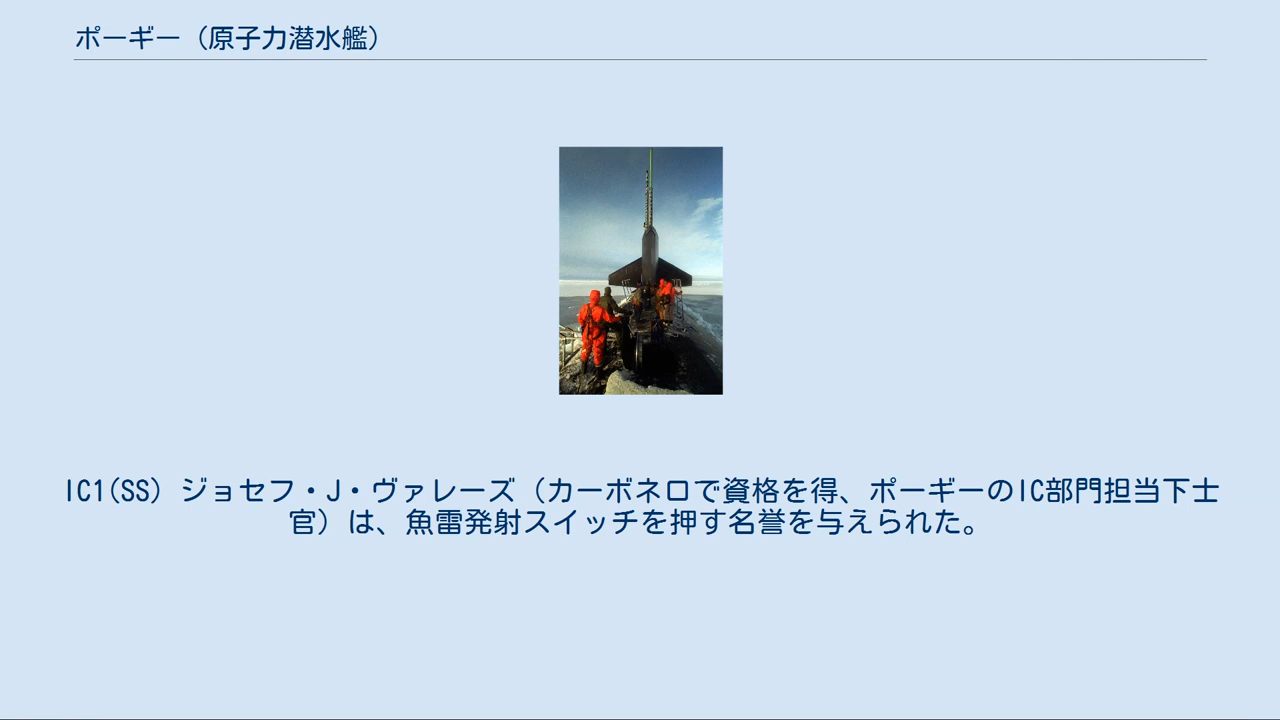 ポーギー（原子力潜水艦）
IC1(SS) ジョセフ・J・ヴァレーズ（カーボネロで資格を得、ポーギーのIC部門担当下士
官）は、魚雷発射スイッチを押す名誉を与えられた。